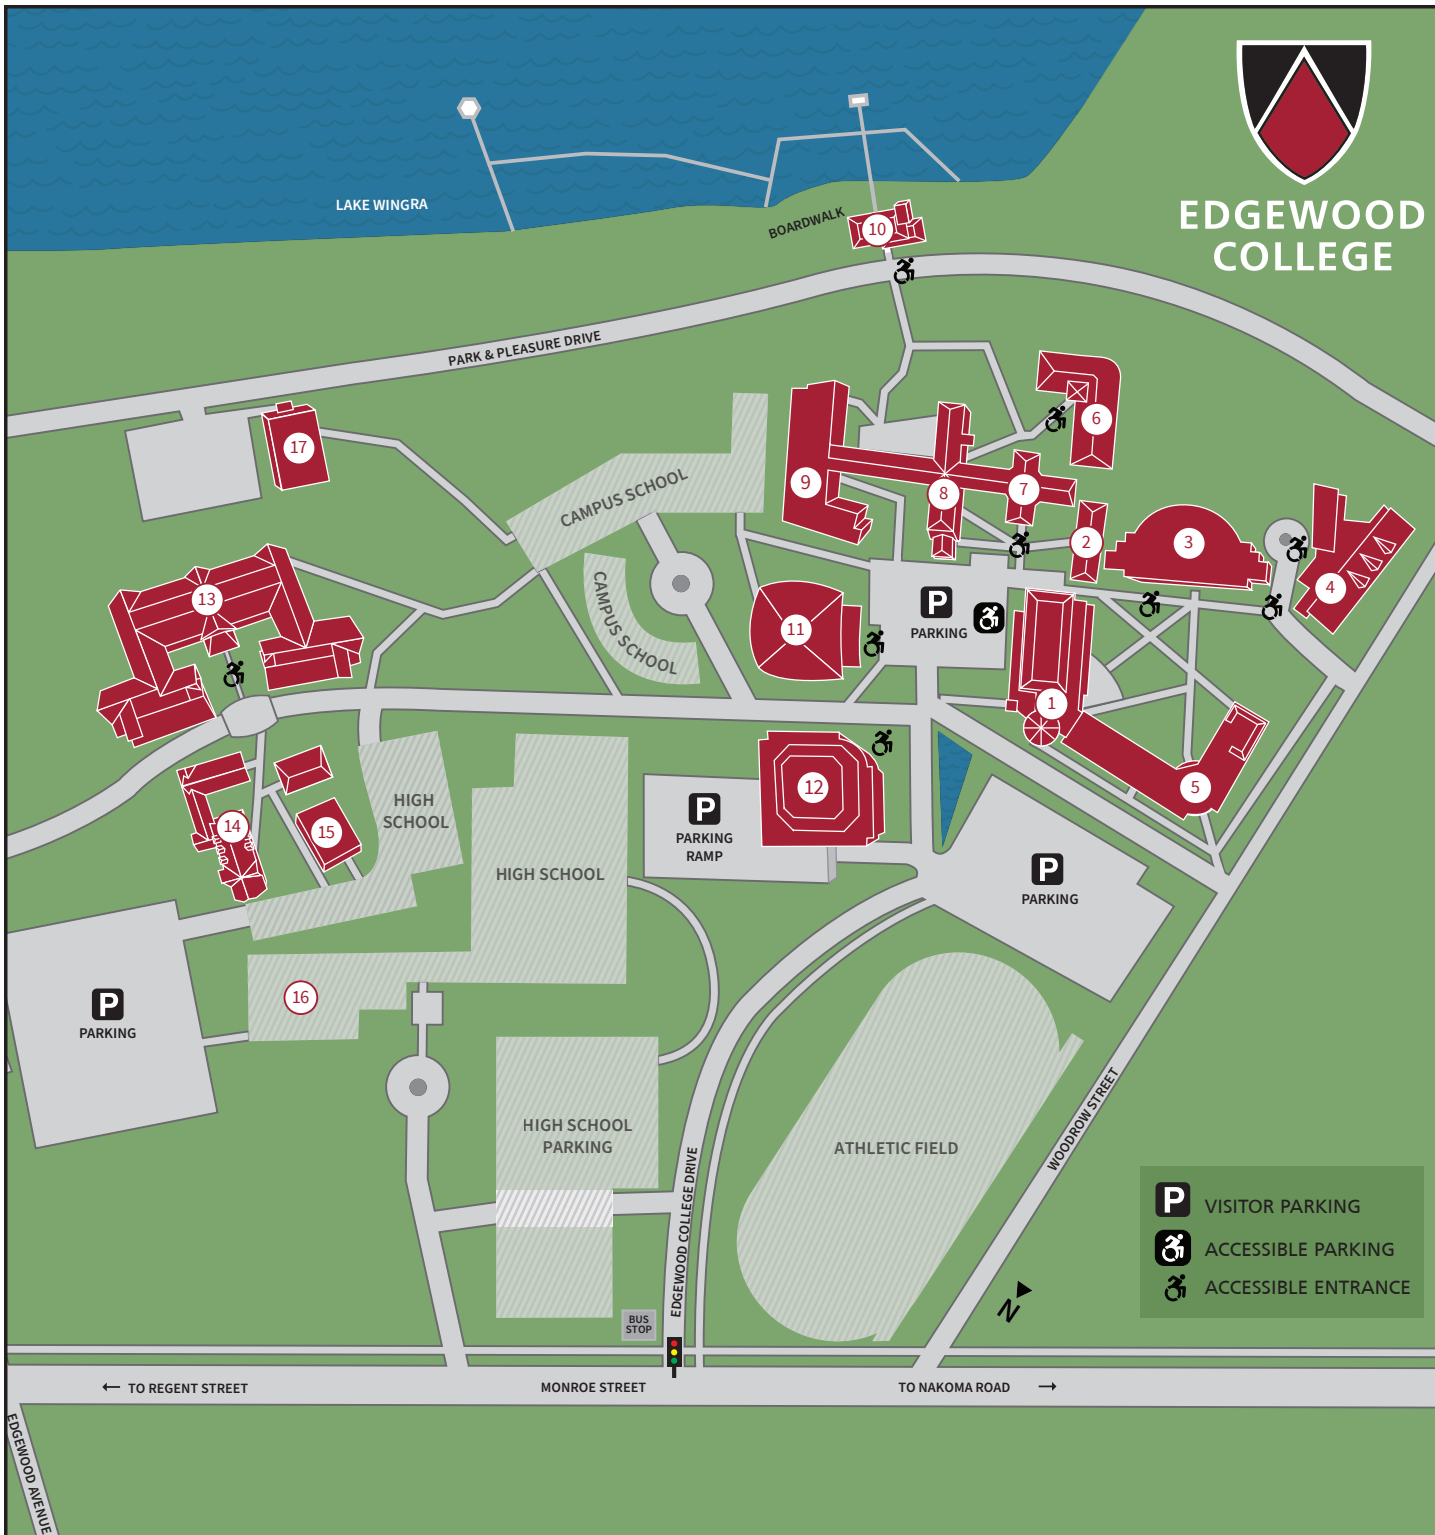 EDGEWOOD
COLLEGE
LAKE WINGRA
BOARDWALK
10
PARK & PLEASURE DRIVE
17
CAMPUS SCHOOL
9
8
7
6
2
3
4
13
CAMPUS SCHOOL
11
P
PARKING
1
5
14
15
HIGH
SCHOOL
HIGH SCHOOL
P
PARKING
RAMP
12
P
PARKING
16
P
PARKING
HIGH SCHOOL
PARKING
ATHLETIC FIELD
EDGEWOOD COLLEGE DRIVE
WOODROW STREET
P VISITOR PARKING
ACCESSIBLE PARKING
ACCESSIBLE ENTRANCE
N
BUS
STOP
← TO REGENT STREET
MONROE STREET
TO NAKOMA ROAD →
EDGEWOOD AVENUE